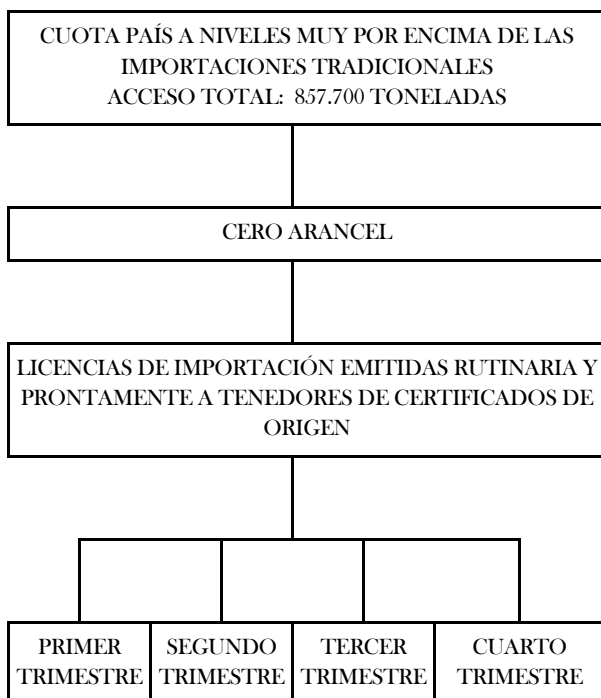 CUOTA PAÍS A NIVELES MUY POR ENCIMA DE LAS
IMPORTACIONES TRADICIONALES
ACCESO TOTAL: 857.700 TONELADAS
CERO ARANCEL
LICENCIAS DE IMPORTACIÓN EMITIDAS RUTINARIA Y
PRONTAMENTE A TENEDORES DE CERTIFICADOS DE
ORIGEN
PRIMER
TRIMESTRE
SEGUNDO
TRIMESTRE
TERCER
TRIMESTRE
CUARTO
TRIMESTRE